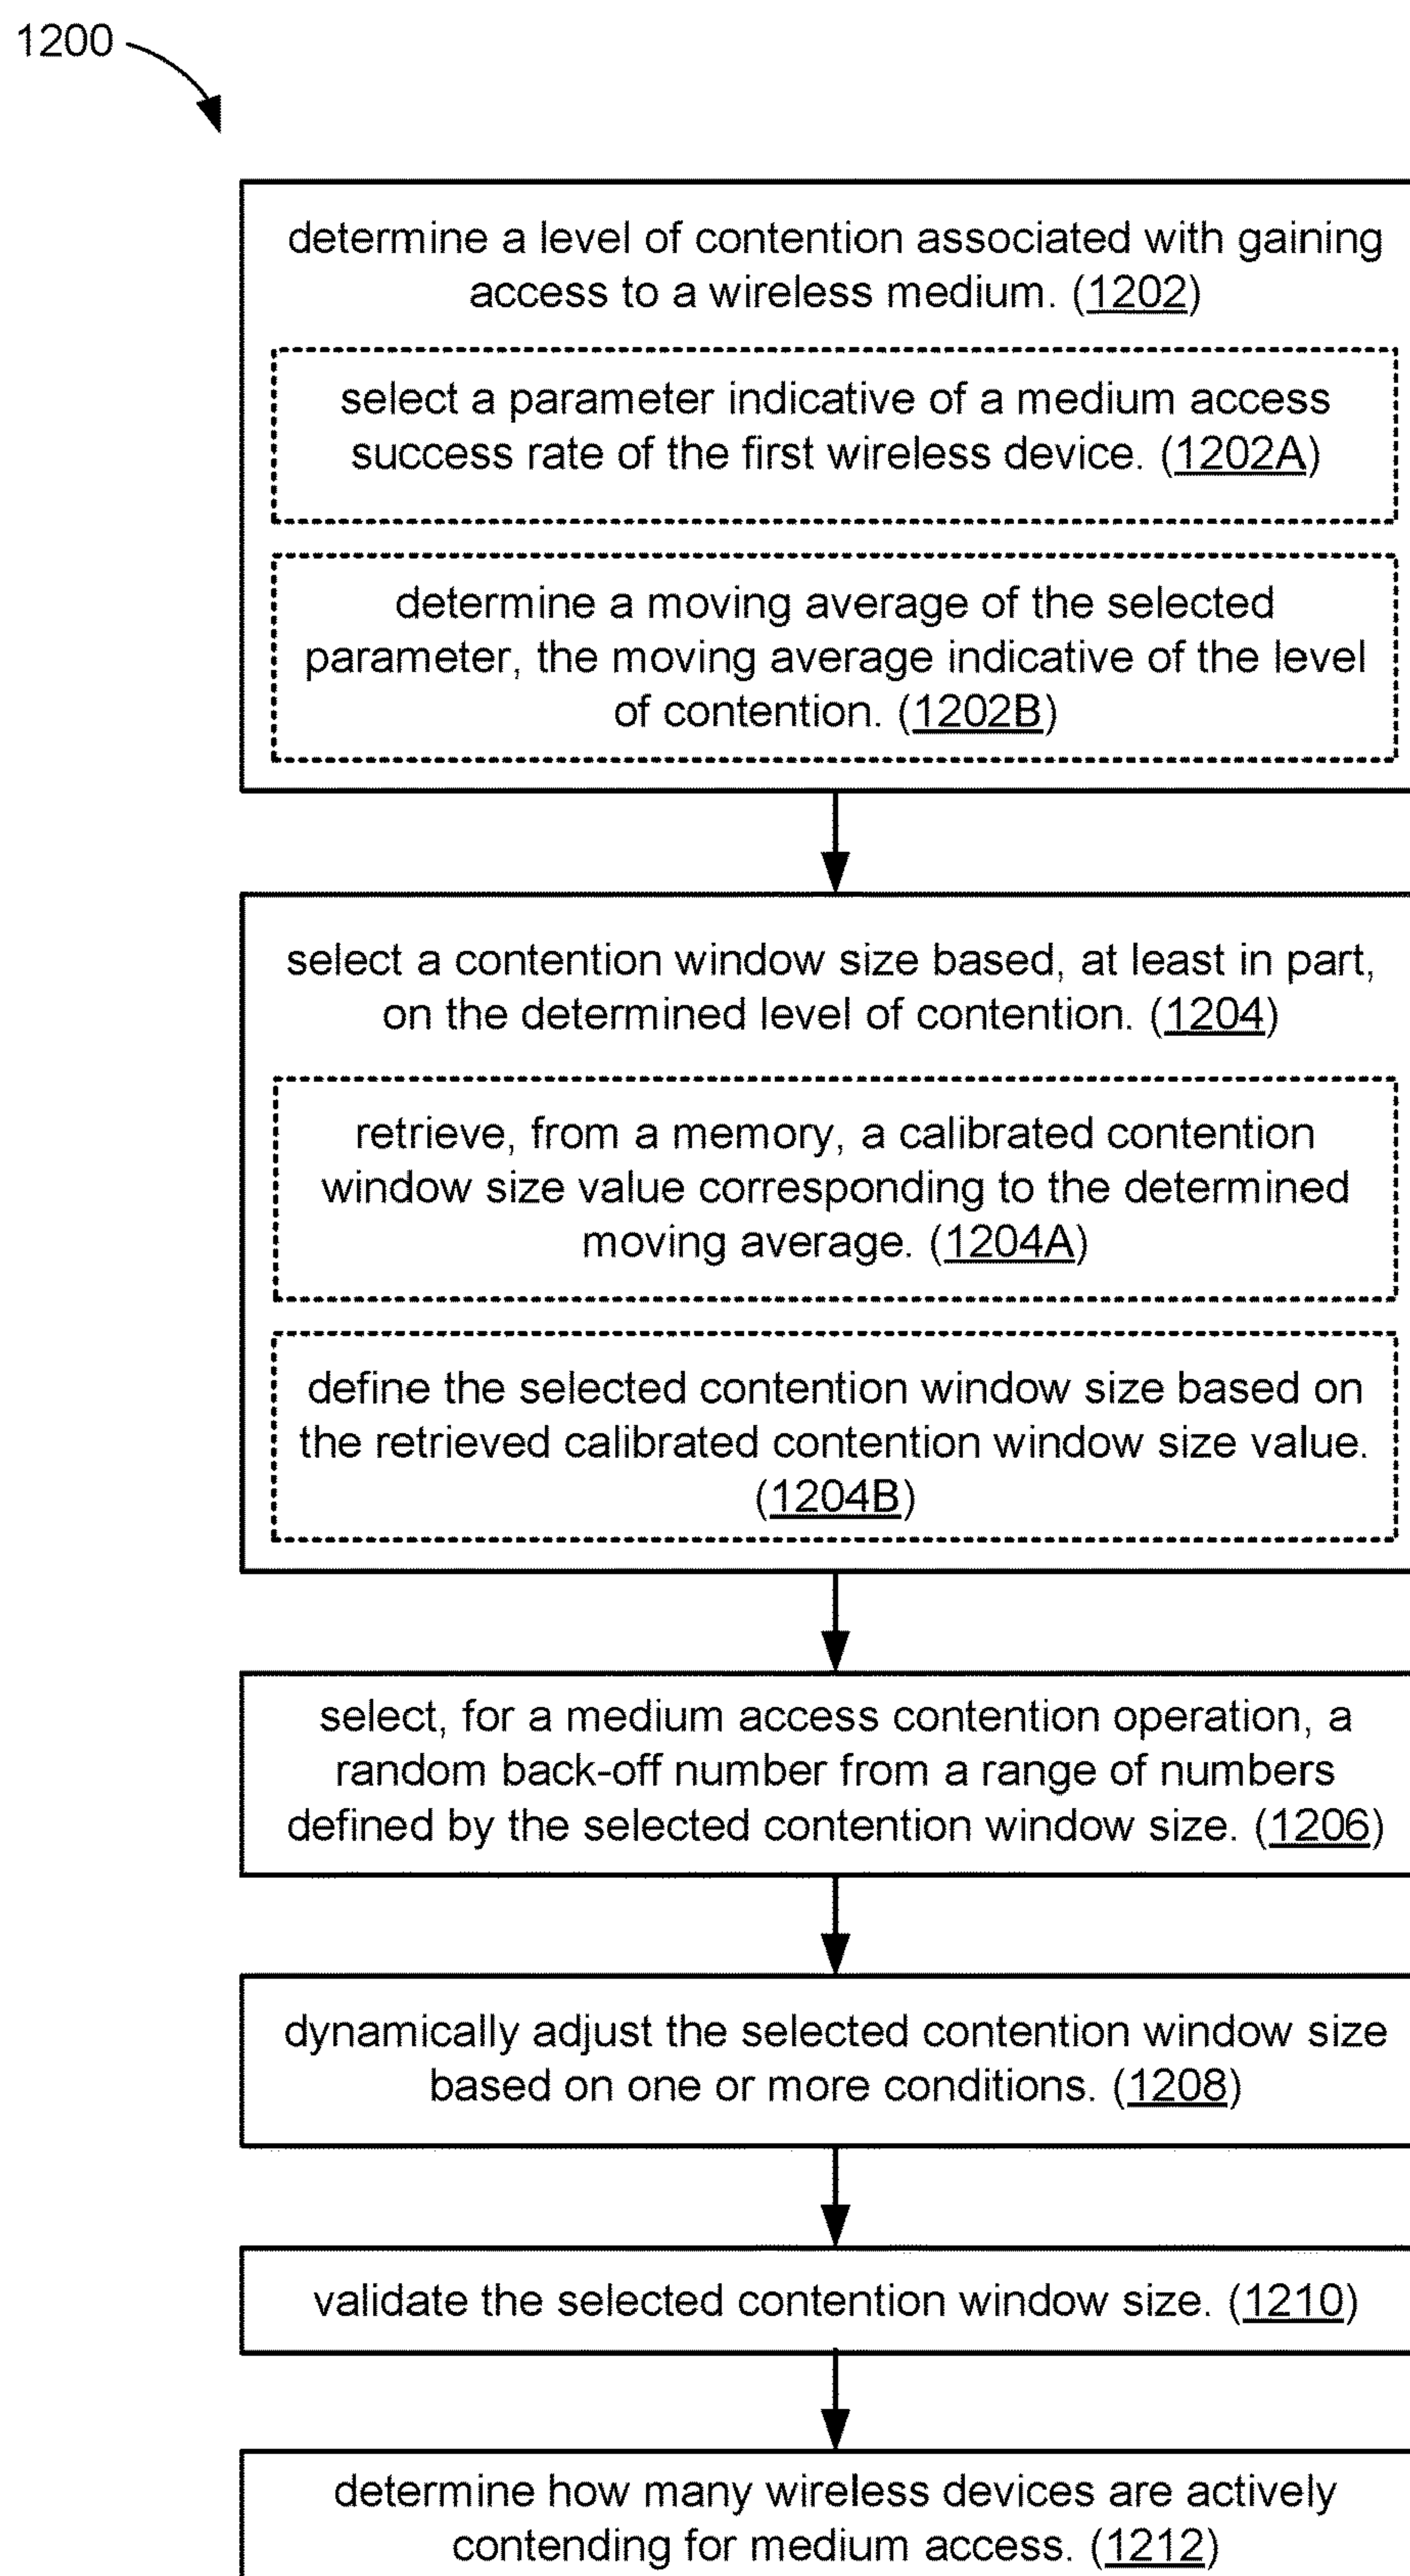 1200
determine a level of contention associated with gaining
access to a wireless medium. (1202)
select a parameter indicative of a medium access
success rate of the first wireless device. (1202A)
determine a moving average of the selected
parameter, the moving average indicative of the level
of contention. (1202B)
select a contention window size based, at least in part,
on the determined level of contention. (1204)
retrieve, from a memory, a calibrated contention
window size value corresponding to the determined
moving average. (1204A)
define the selected contention window size based on
the retrieved calibrated contention window size value.
(1204B)
select, for a medium access contention operation, a
random back-off number from a range of numbers
defined by the selected contention window size. (1206)
dynamically adjust the selected contention window size
based on one or more conditions. (1208)
validate the selected contention window size. (1210)
determine how many wireless devices are actively
contending for medium access. (1212)